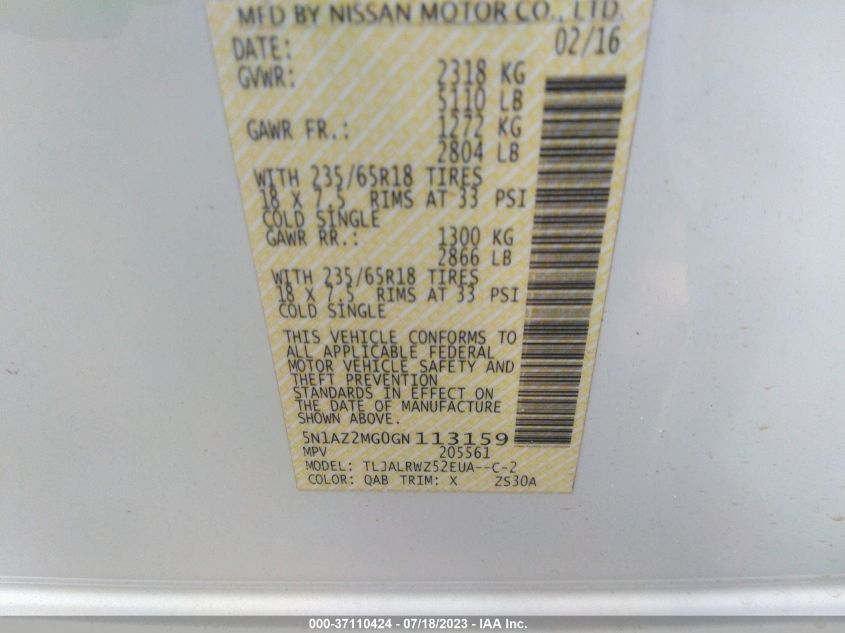 MFD BY NISSAN MOTOR CO., LTD.
DATE: 02/16
GVWR: 2318 KG
5110 LB
GAWR FR.: 1272 KG
2804 LB
WITH 235/65R18 TIRES
18 X 7.5 RIMS AT 33 PSI
COLD SINGLE
GAWR RR.: 1300 KG
2866 LB
WITH 235/65R18 TIRES
18 X 7.5 RIMS AT 33 PSI
COLD SINGLE
THIS VEHICLE CONFORMS TO
ALL APPLICABLE FEDERAL
MOTOR VEHICLE SAFETY AND
THEFT PREVENTION
STANDARDS IN EFFECT ON
THE DATE OF MANUFACTURE
SHOWN ABOVE.
5N1AZ2MG0GN113159
MPV 205561
MODEL: TLJALRWZ52EUA--C-2
COLOR: QAB TRIM: X ZS30A
000-37110424 - 07/18/2023 - IAA Inc.